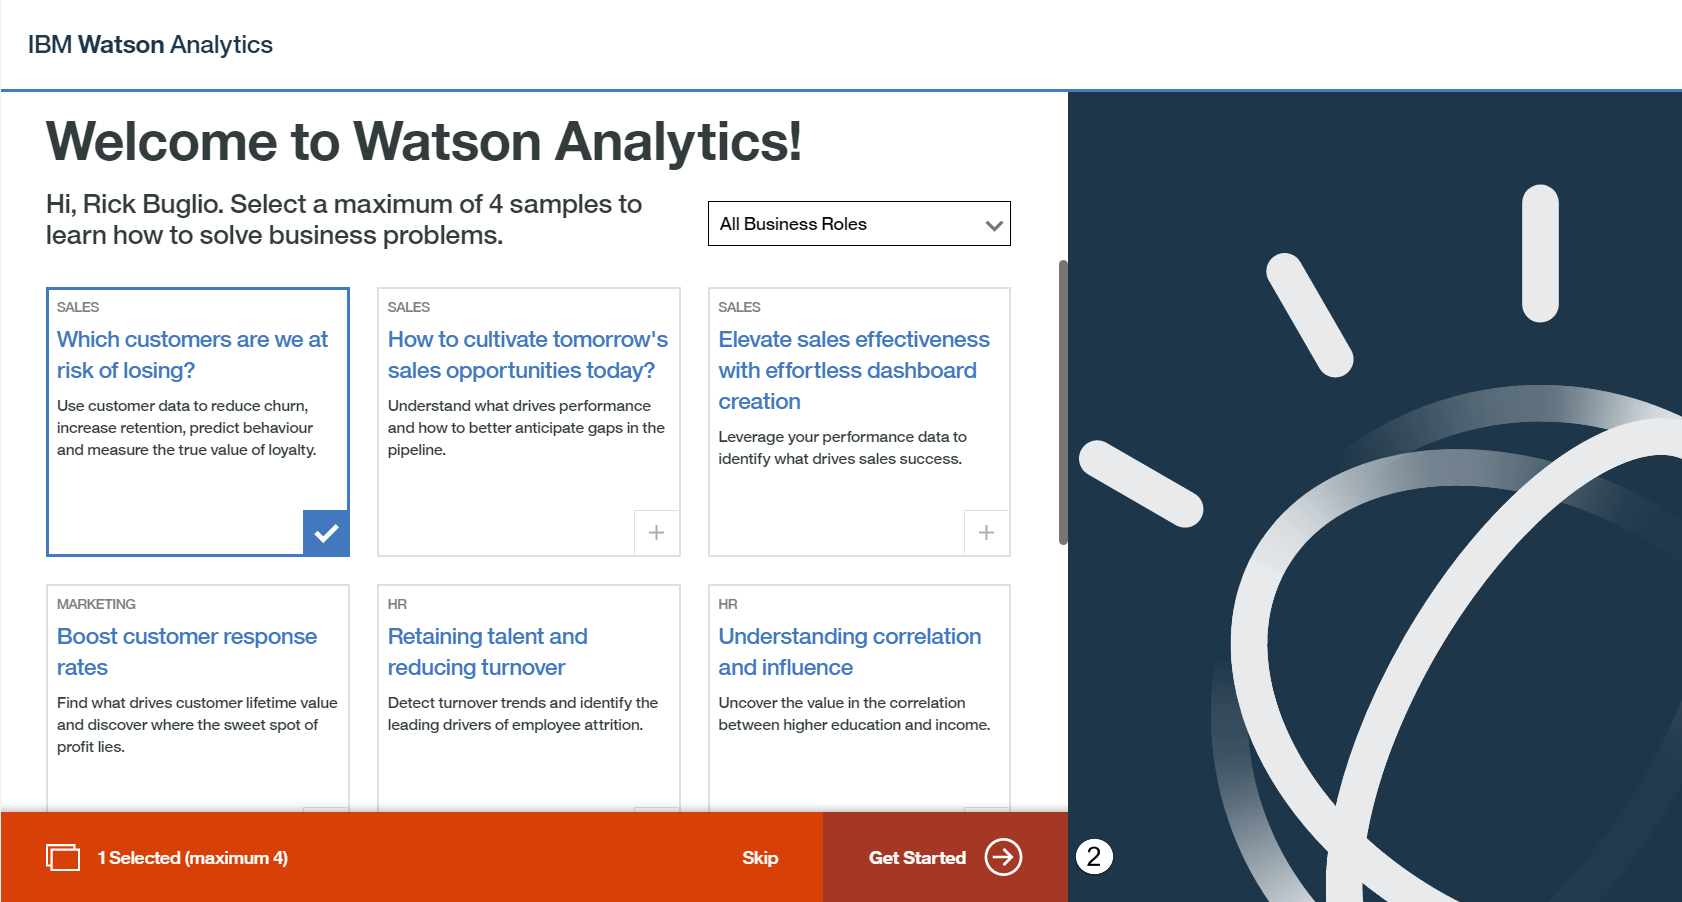 IBM Watson Analytics
Welcome to Watson Analytics!
Hi, Rick Buglio. Select a maximum of 4 samples to
learn how to solve business problems.
All Business Roles
SALES
Which customers are we at
risk of losing?
Use customer data to reduce churn,
increase retention, predict behaviour
and measure the true value of loyalty.
SALES
How to cultivate tomorrow's
sales opportunities today?
Understand what drives performance
and how to better anticipate gaps in the
pipeline.
SALES
Elevate sales effectiveness
with effortless dashboard
creation
Leverage your performance data to
identify what drives sales success.
MARKETING
Boost customer response
rates
Find what drives customer lifetime value
and discover where the sweet spot of
profit lies.
HR
Retaining talent and
reducing turnover
Detect turnover trends and identify the
leading drivers of employee attrition.
HR
Understanding correlation
and influence
Uncover the value in the correlation
between higher education and income.
1 Selected (maximum 4)
Skip
Get Started
2